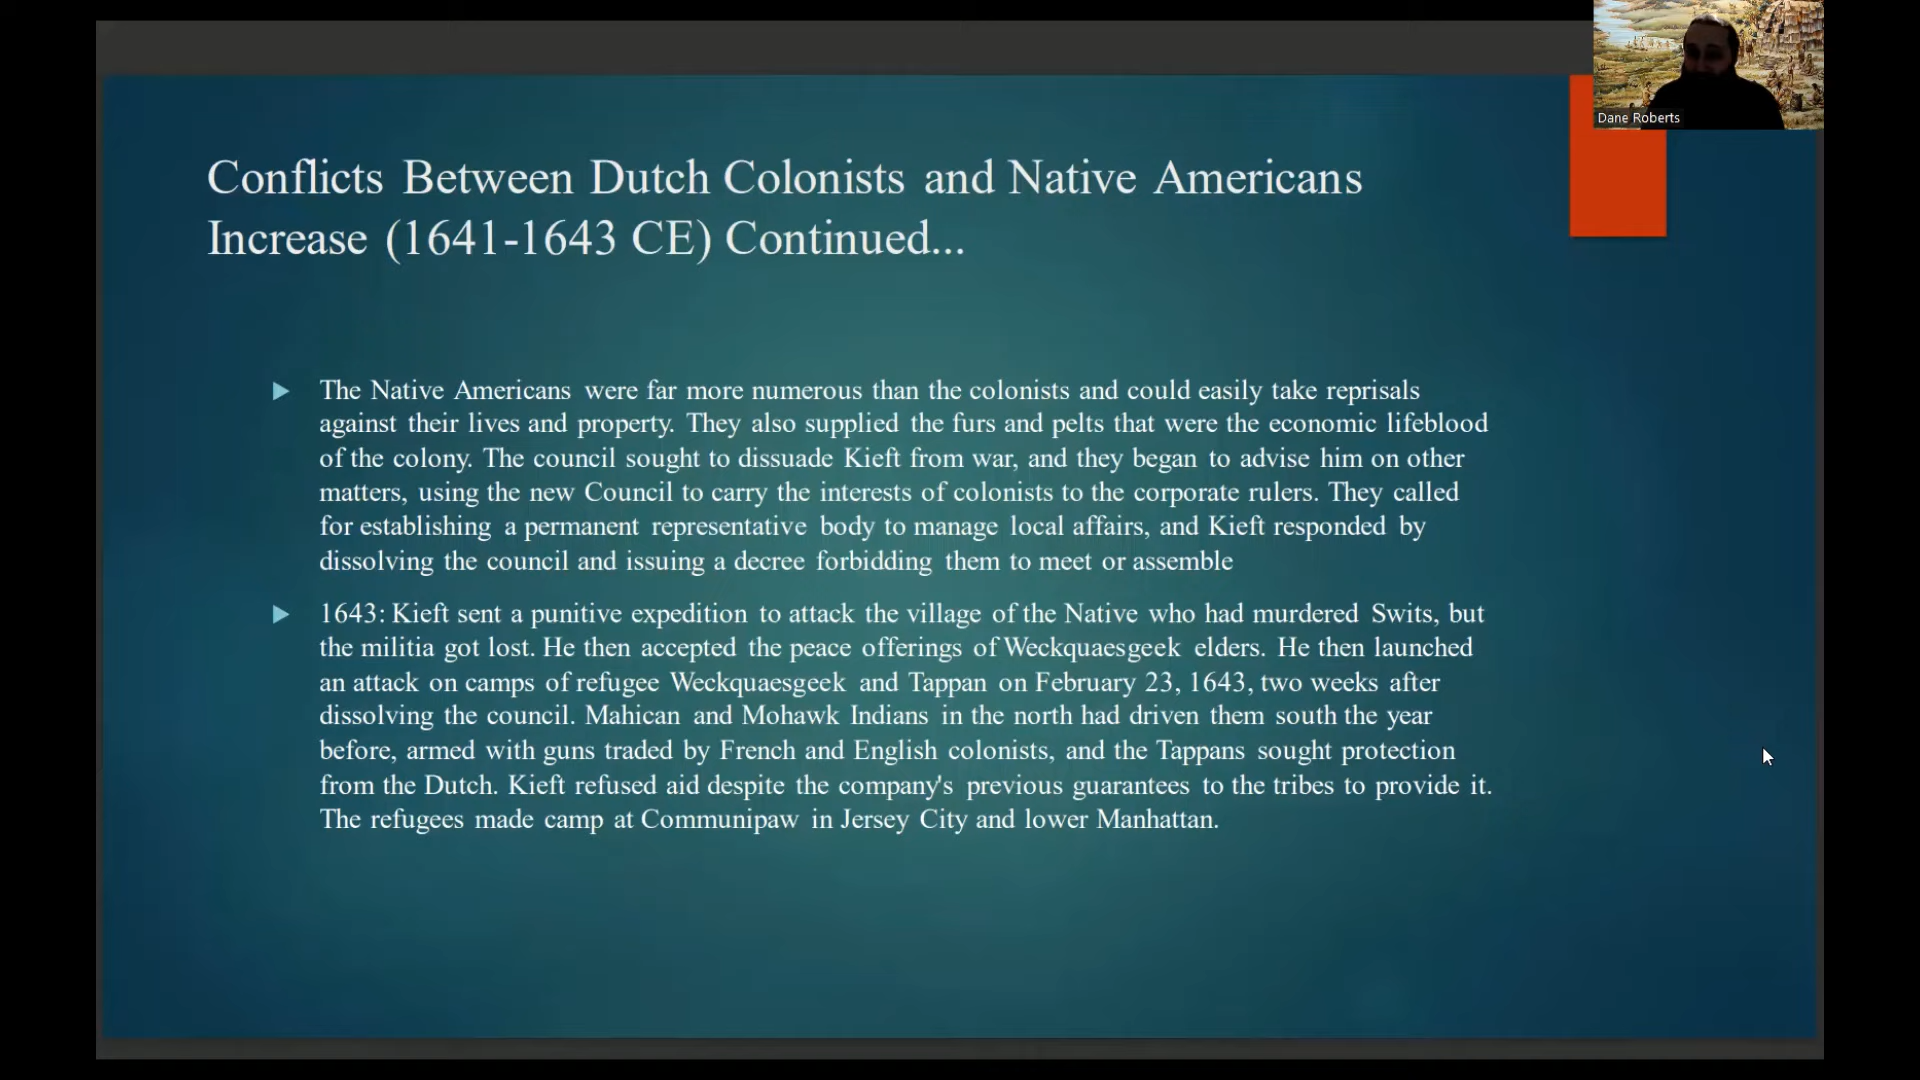 Dane Roberts
Conflicts Between Dutch Colonists and Native Americans
Increase (1641-1643 CE) Continued...
The Native Americans were far more numerous than the colonists and could easily take reprisals
against their lives and property. They also supplied the furs and pelts that were the economic lifeblood
of the colony. The council sought to dissuade Kieft from war, and they began to advise him on other
matters, using the new Council to carry the interests of colonists to the corporate rulers. They called
for establishing a permanent representative body to manage local affairs, and Kieft responded by
dissolving the council and issuing a decree forbidding them to meet or assemble
1643: Kieft sent a punitive expedition to attack the village of the Native who had murdered Swits, but
the militia got lost. He then accepted the peace offerings of Weckquaesgeek elders. He then launched
an attack on camps of refugee Weckquaesgeek and Tappan on February 23, 1643, two weeks after
dissolving the council. Mahican and Mohawk Indians in the north had driven them south the year
before, armed with guns traded by French and English colonists, and the Tappans sought protection
from the Dutch. Kieft refused aid despite the company's previous guarantees to the tribes to provide it.
The refugees made camp at Communipaw in Jersey City and lower Manhattan.